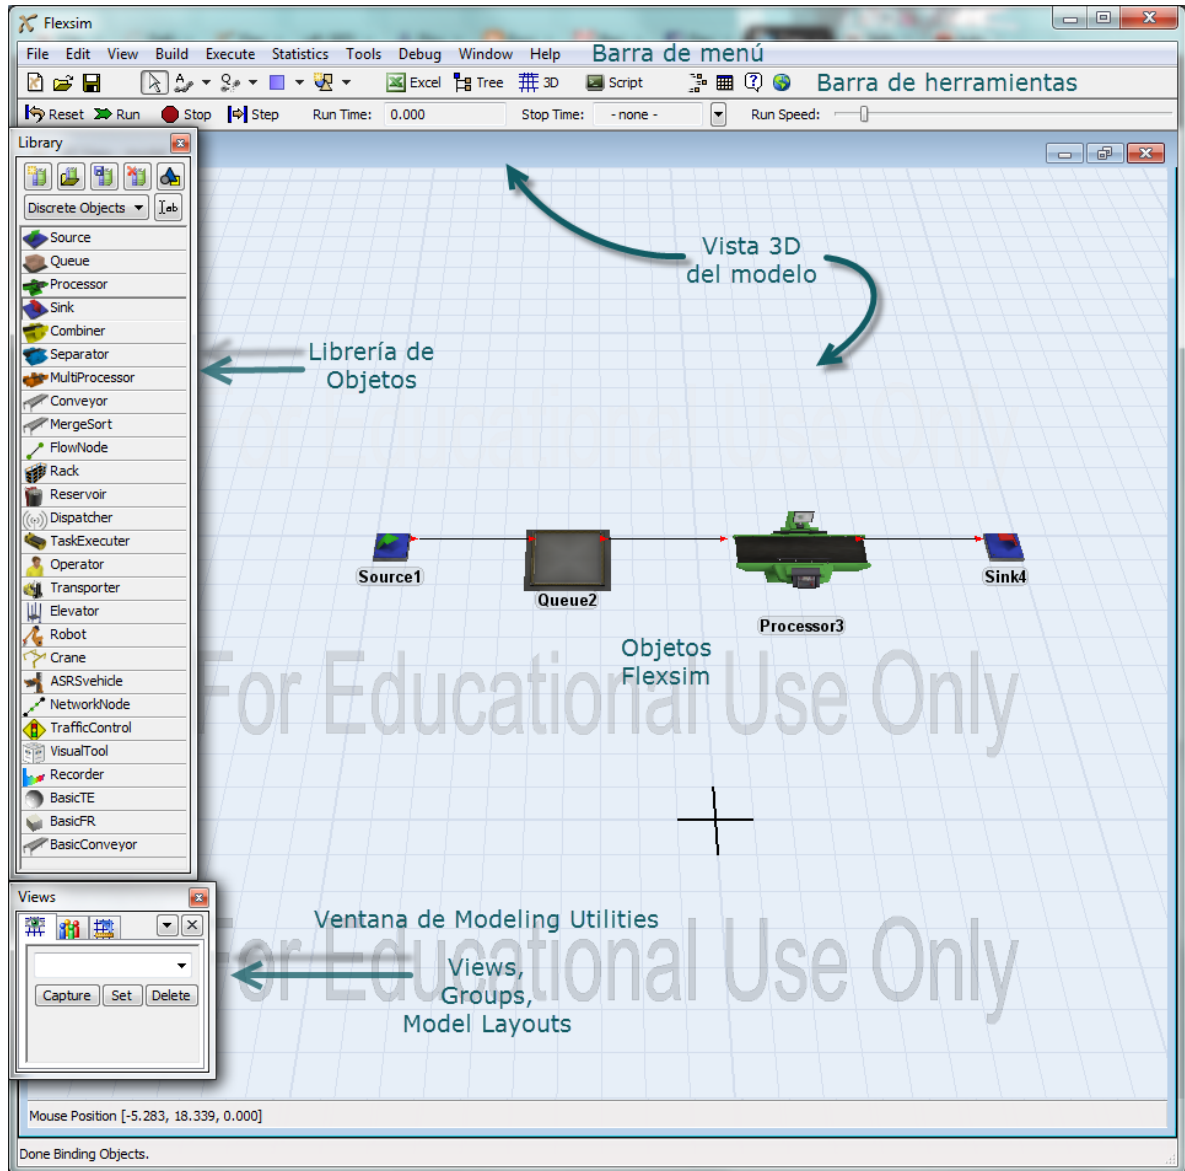 Flexsim
File Edit View Build Execute Statistics Tools Debug Window Help Barra de menú
Excel Tree 3D Script Barra de herramientas
Reset Run Stop Step Run Time: 0.000 Stop Time: - none - Run Speed:
Library
Discrete Objects
Source
Queue
Processor
Sink
Combiner
Separator
MultiProcessor
Conveyor
MergeSort
FlowNode
Rack
Reservoir
Dispatcher
TaskExecuter
Operator
Transporter
Elevator
Robot
Crane
ASRSvehicle
NetworkNode
TrafficControl
VisualTool
Recorder
BasicTE
BasicFR
BasicConveyor
Vista 3D
del modelo
Librería de
Objetos
For Educational Use Only
Source1
Queue2
Processor3
Sink4
Objetos
Flexsim
For Educational Use Only
Views
Capture Set Delete
Ventana de Modeling Utilities
For Educational Use Only
Views,
Groups,
Model Layouts
Mouse Position [-5.283, 18.339, 0.000]
Done Binding Objects.